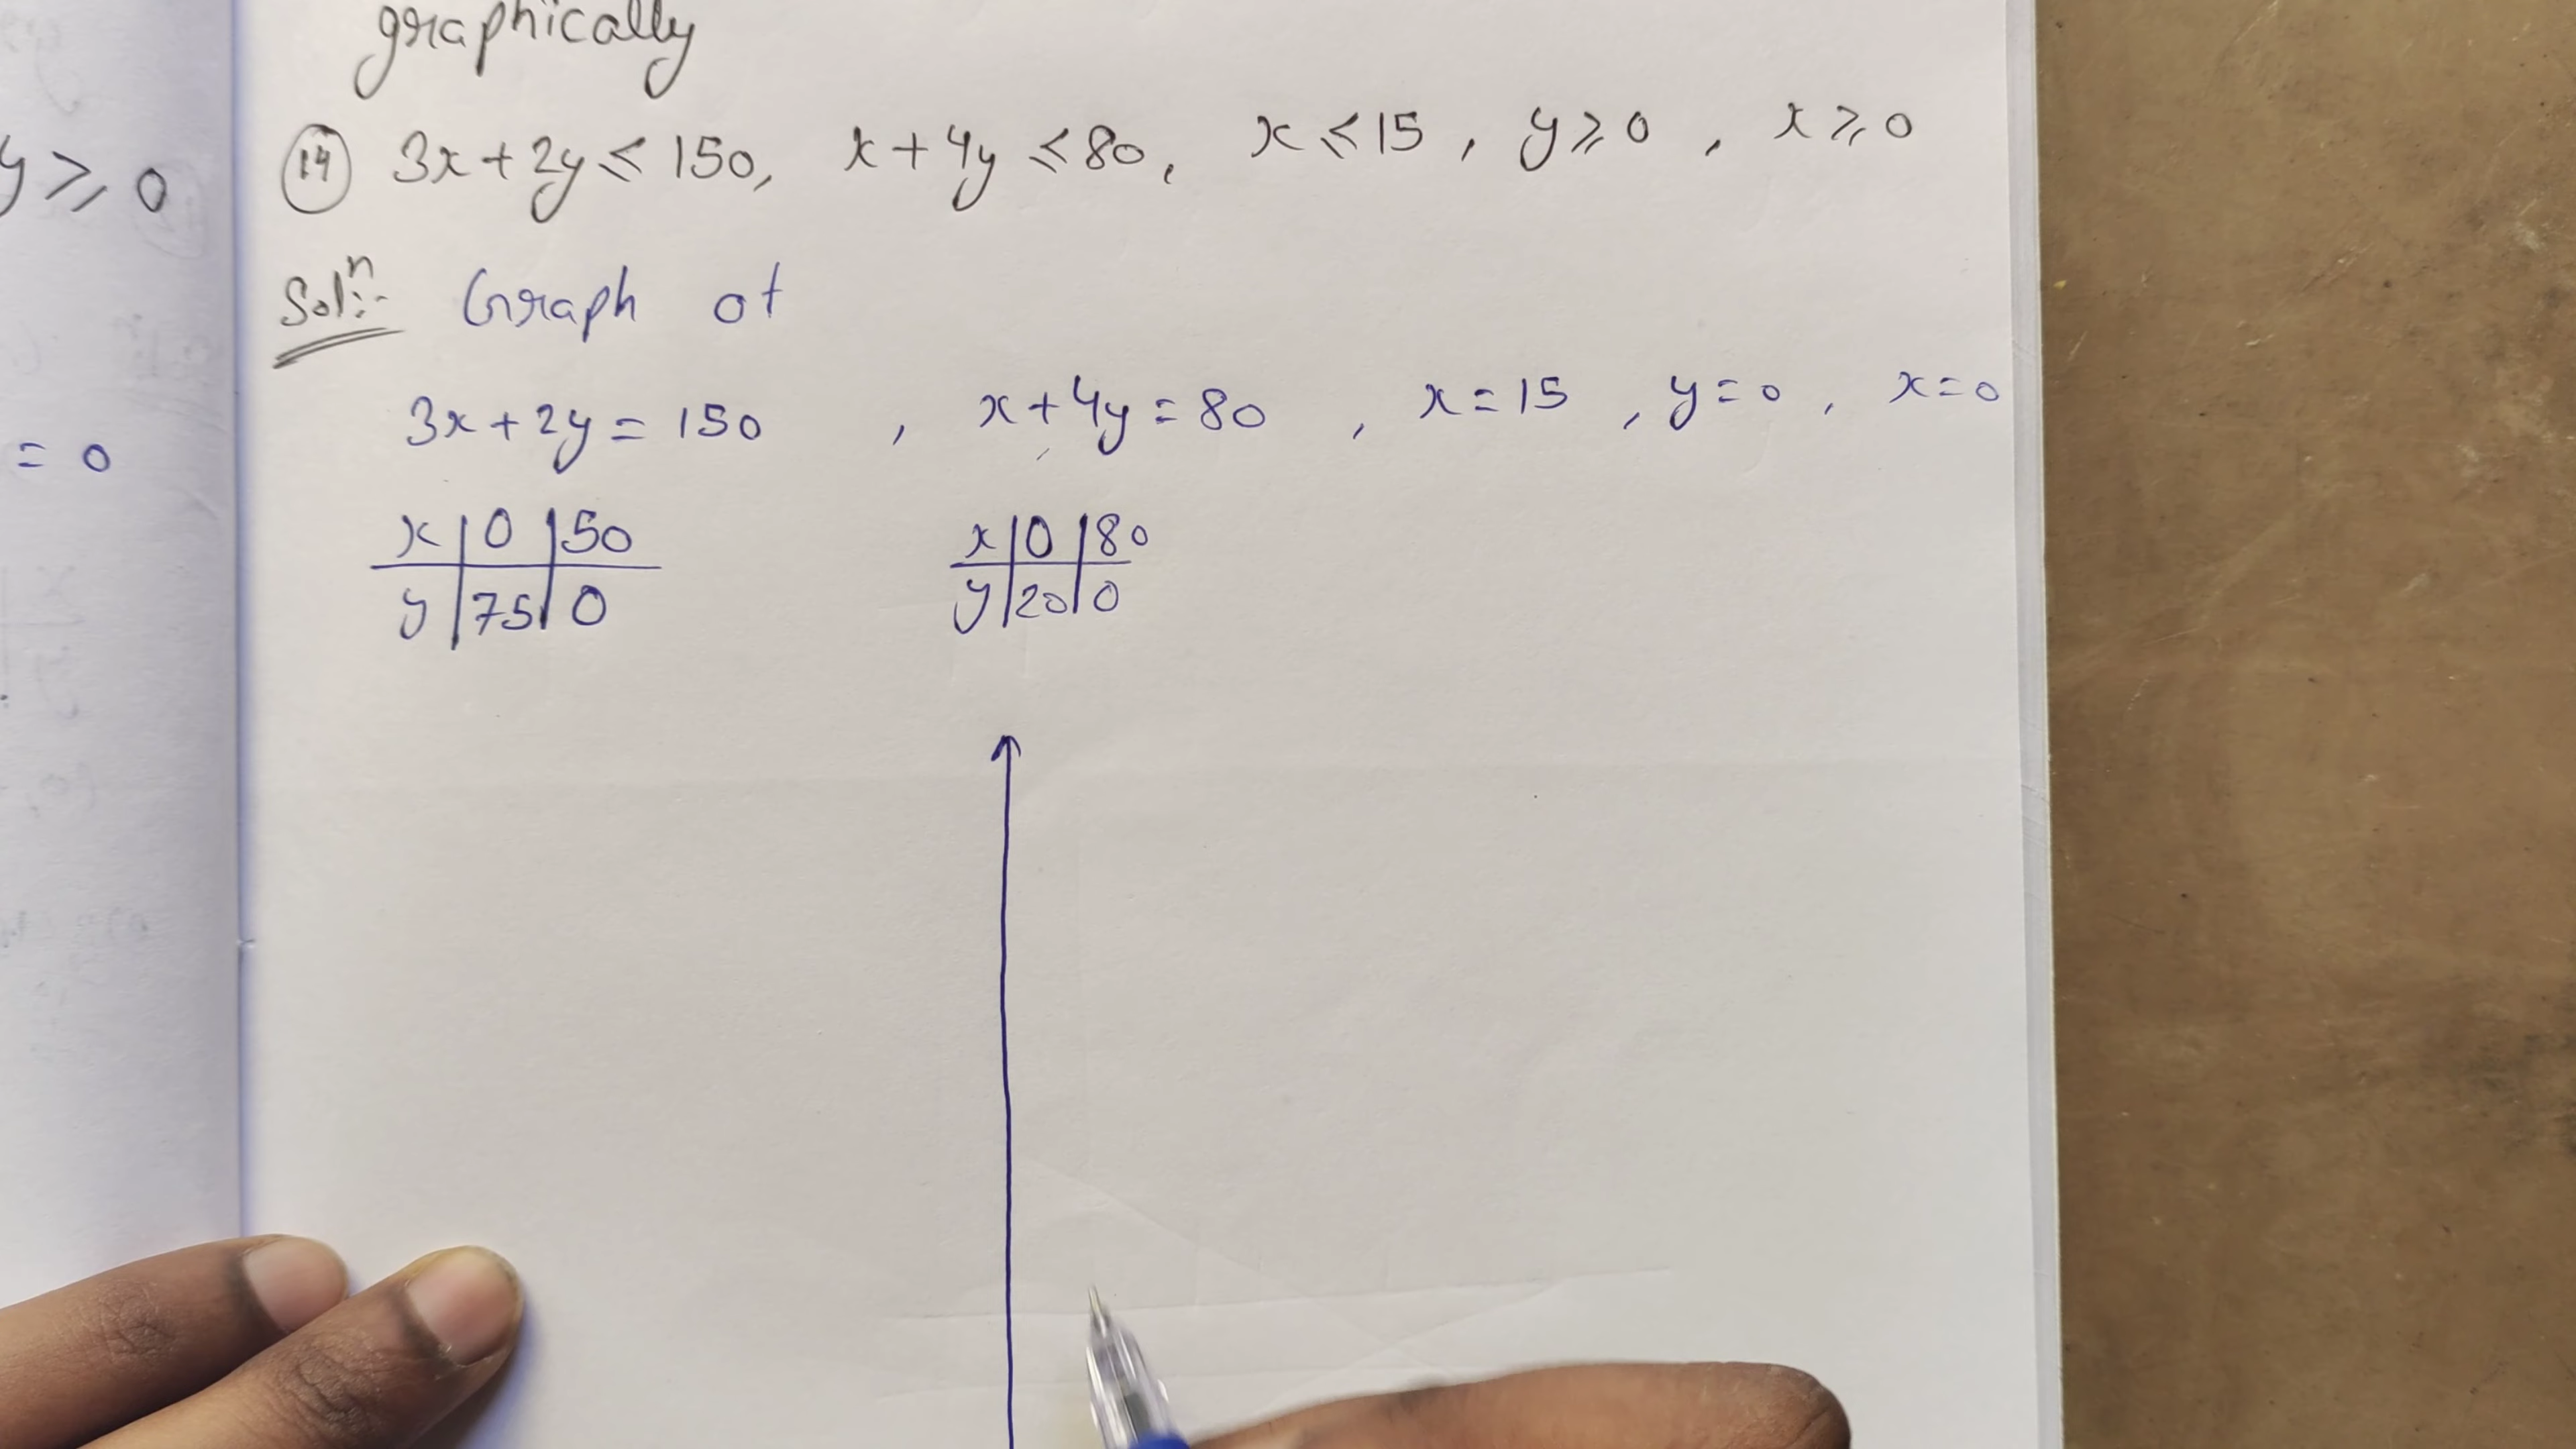 graphically
y ⩾ 0
(14) 3x + 2y ⩽ 150, x + 4y ⩽ 80, x ⩽ 15, y ⩾ 0, x ⩾ 0
Solⁿ:- Graph of
= 0
3x + 2y = 150, x + 4y = 80, x = 15, y = 0, x = 0
x | 0 | 50 x | 0 | 80
y | 75 | 0 y | 20 | 0